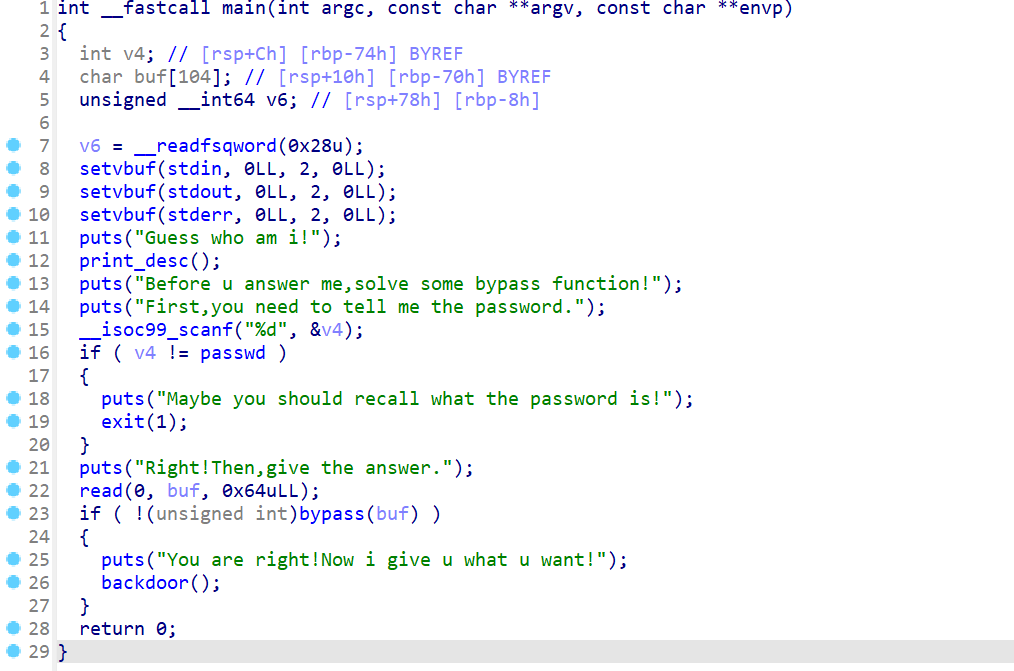 1 int __fastcall main(int argc, const char **argv, const char **envp)
2 {
3   int v4; // [rsp+Ch] [rbp-74h] BYREF
4   char buf[104]; // [rsp+10h] [rbp-70h] BYREF
5   unsigned __int64 v6; // [rsp+78h] [rbp-8h]
6
7   v6 = __readfsqword(0x28u);
8   setvbuf(stdin, 0LL, 2, 0LL);
9   setvbuf(stdout, 0LL, 2, 0LL);
10   setvbuf(stderr, 0LL, 2, 0LL);
11   puts("Guess who am i!");
12   print_desc();
13   puts("Before u answer me,solve some bypass function!");
14   puts("First,you need to tell me the password.");
15   __isoc99_scanf("%d", &v4);
16   if ( v4 != passwd )
17   {
18     puts("Maybe you should recall what the password is!");
19     exit(1);
20   }
21   puts("Right!Then,give the answer.");
22   read(0, buf, 0x64uLL);
23   if ( !(unsigned int)bypass(buf) )
24   {
25     puts("You are right!Now i give u what u want!");
26     backdoor();
27   }
28   return 0;
29 }